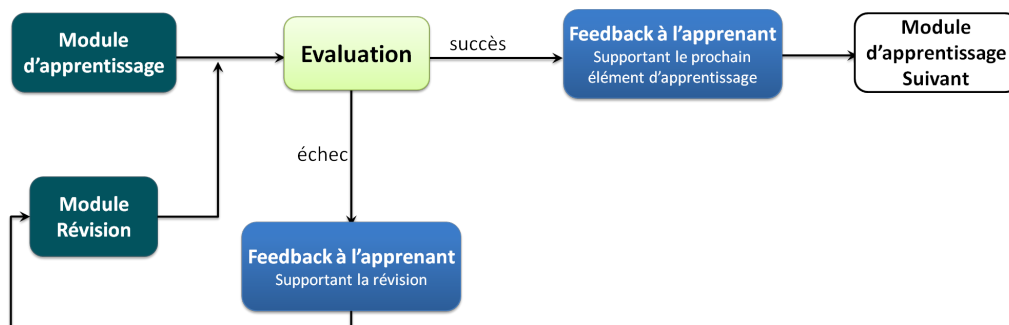 Module
d'apprentissage
Evaluation
succès
Feedback à l'apprenant
Supportant le prochain
élément d'apprentissage
Module
d'apprentissage
Suivant
échec
Module
Révision
Feedback à l'apprenant
Supportant la révision